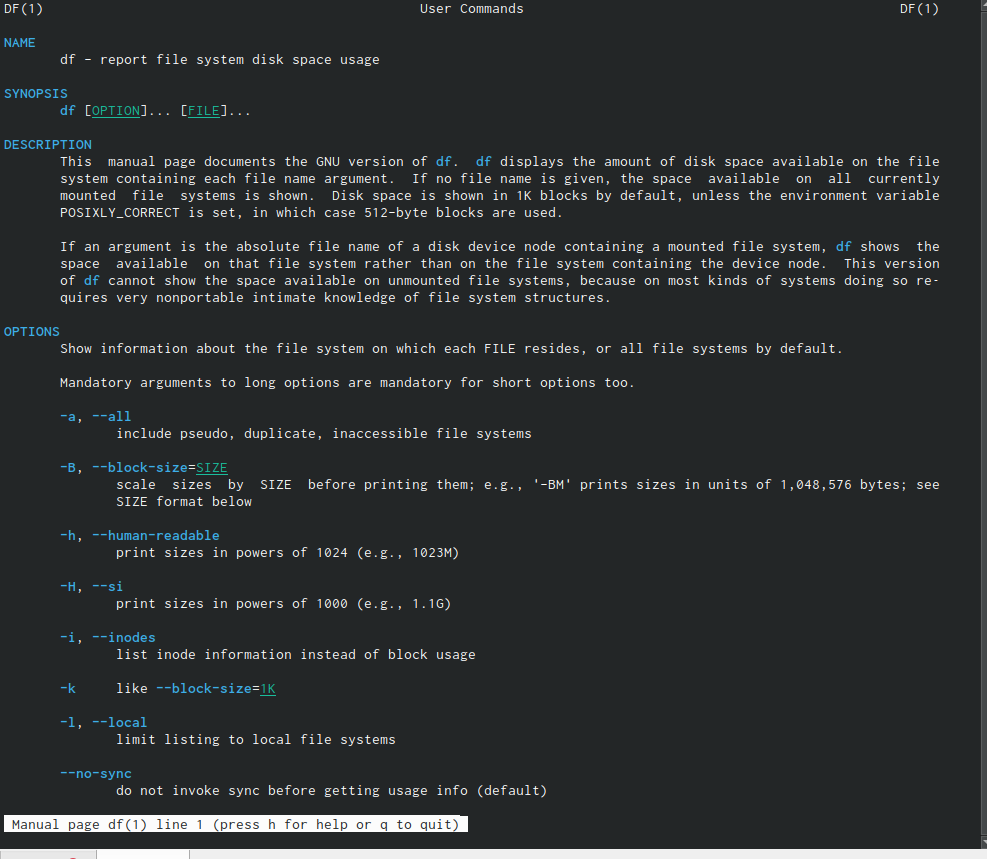 DF(1) User Commands DF(1)
NAME
df - report file system disk space usage
SYNOPSIS
df [OPTION]... [FILE]...
DESCRIPTION
This manual page documents the GNU version of df. df displays the amount of disk space available on the file
system containing each file name argument. If no file name is given, the space available on all currently
mounted file systems is shown. Disk space is shown in 1K blocks by default, unless the environment variable
POSIXLY_CORRECT is set, in which case 512-byte blocks are used.
If an argument is the absolute file name of a disk device node containing a mounted file system, df shows the
space available on that file system rather than on the file system containing the device node. This version
of df cannot show the space available on unmounted file systems, because on most kinds of systems doing so re-
quires very nonportable intimate knowledge of file system structures.
OPTIONS
Show information about the file system on which each FILE resides, or all file systems by default.
Mandatory arguments to long options are mandatory for short options too.
-a, --all
include pseudo, duplicate, inaccessible file systems
-B, --block-size=SIZE
scale sizes by SIZE before printing them; e.g., '-BM' prints sizes in units of 1,048,576 bytes; see
SIZE format below
-h, --human-readable
print sizes in powers of 1024 (e.g., 1023M)
-H, --si
print sizes in powers of 1000 (e.g., 1.1G)
-i, --inodes
list inode information instead of block usage
-k like --block-size=1K
-l, --local
limit listing to local file systems
--no-sync
do not invoke sync before getting usage info (default)
Manual page df(1) line 1 (press h for help or q to quit)